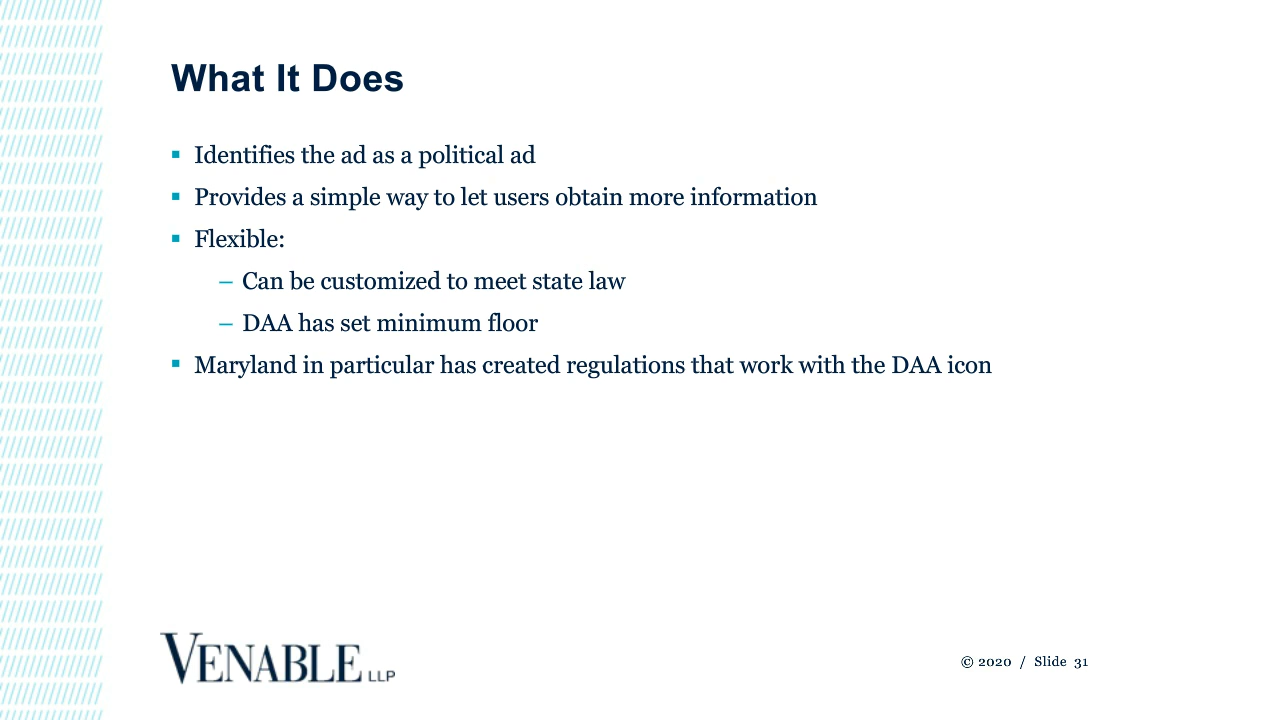 What It Does
▪ Identifies the ad as a political ad
▪ Provides a simple way to let users obtain more information
▪ Flexible:
– Can be customized to meet state law
– DAA has set minimum floor
▪ Maryland in particular has created regulations that work with the DAA icon
VENABLE LLP
© 2020 / Slide 31